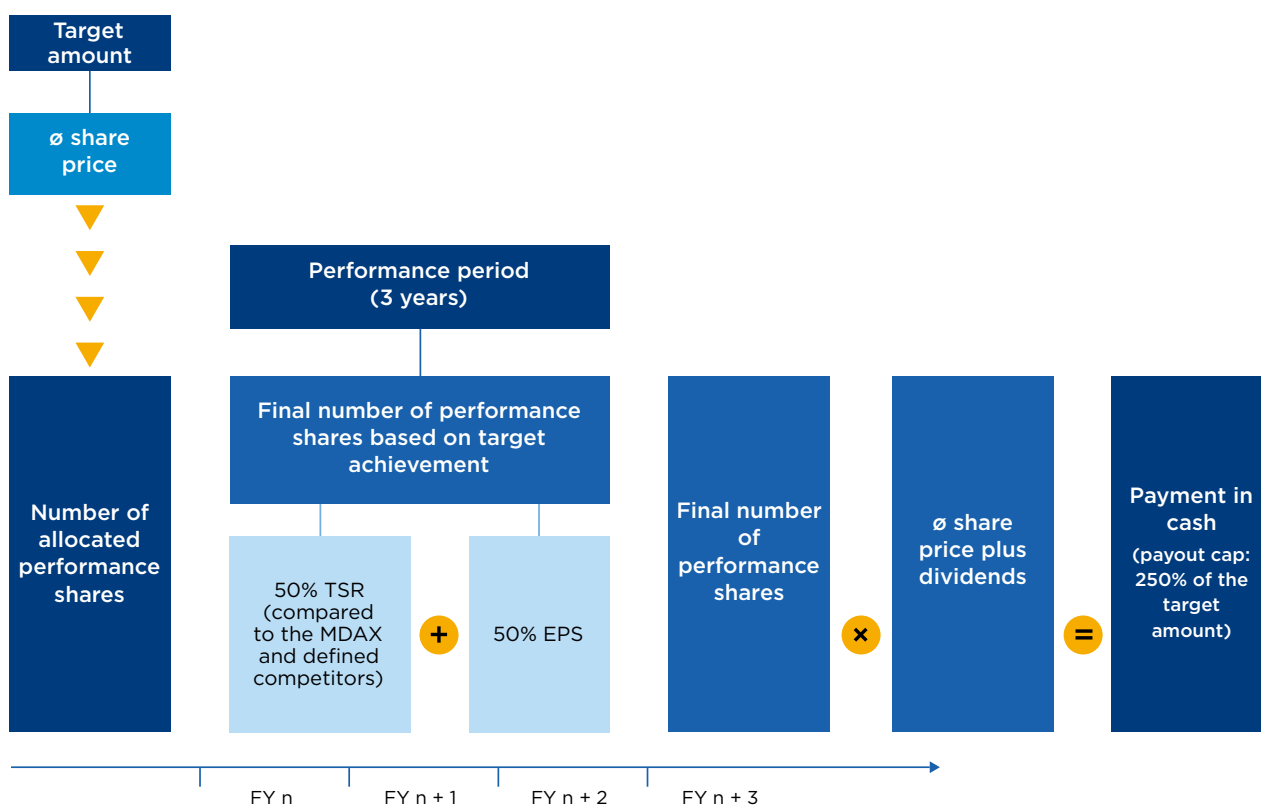 Target
amount
ø share
price
Number of
allocated
performance
shares
Performance period
(3 years)
Final number of performance
shares based on target
achievement
50% TSR
(compared
to the MDAX
and defined
competitors)
+
50% EPS
Final number
of
performance
shares
×
ø share
price plus
dividends
=
Payment in
cash
(payout cap:
250% of the
target
amount)
FY n
FY n + 1
FY n + 2
FY n + 3